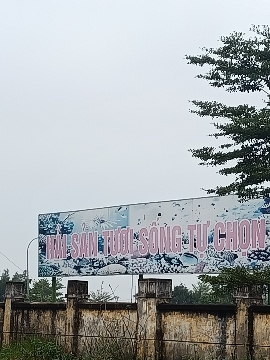 HẢI SẢN TƯƠI SỐNG TỰ CHỌN